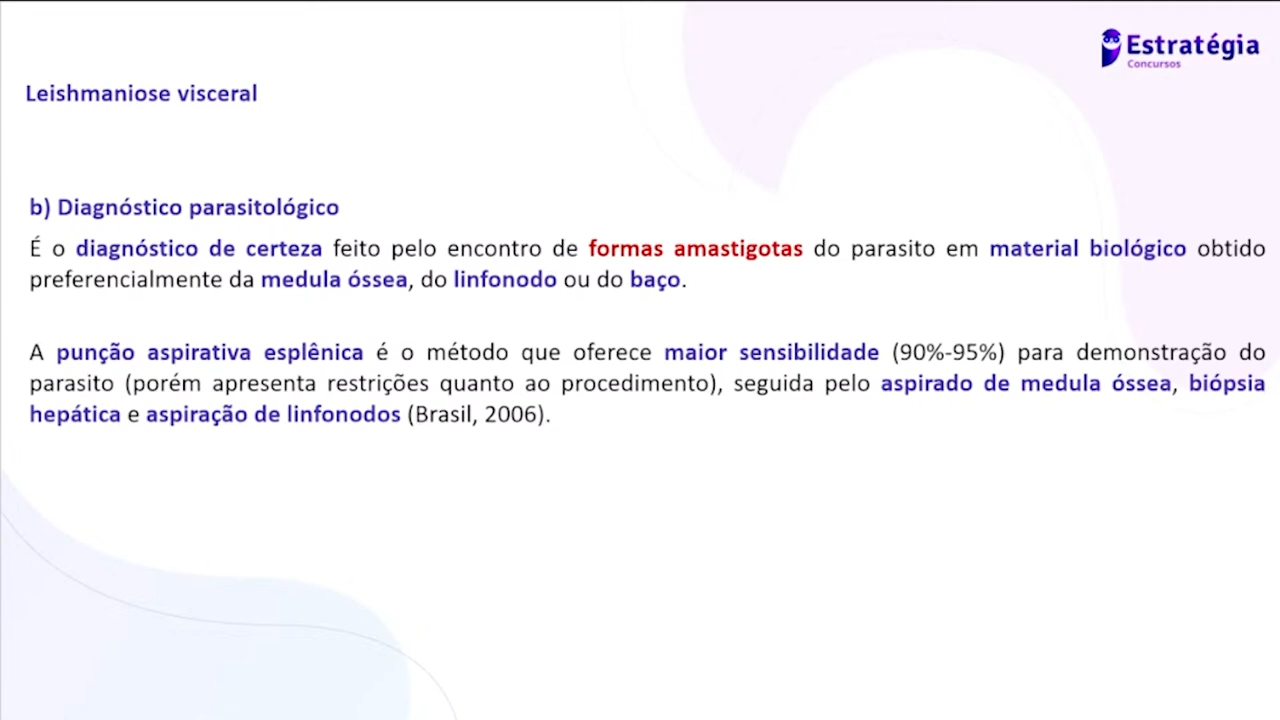 Estratégia
Concursos
Leishmaniose visceral
b) Diagnóstico parasitológico
É o diagnóstico de certeza feito pelo encontro de formas amastigotas do parasito em material biológico obtido
preferencialmente da medula óssea, do linfonodo ou do baço.
A punção aspirativa esplênica é o método que oferece maior sensibilidade (90%-95%) para demonstração do
parasito (porém apresenta restrições quanto ao procedimento), seguida pelo aspirado de medula óssea, biópsia
hepática e aspiração de linfonodos (Brasil, 2006).